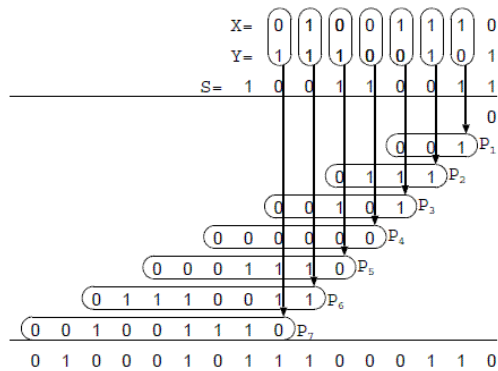 X= 0 1 0 0 1 1 1 0
Y= 1 1 1 0 0 1 0 1
S= 1 0 0 1 1 0 0 1 1
0
0 0 1 P₁
0 1 1 1 P₂
0 0 1 0 1 P₃
0 0 0 0 0 0 P₄
0 0 0 1 1 1 0 P₅
0 1 1 1 0 0 1 1 P₆
0 0 1 0 0 1 1 1 0 P₇
0 1 0 0 0 1 0 1 1 1 0 0 0 1 1 0